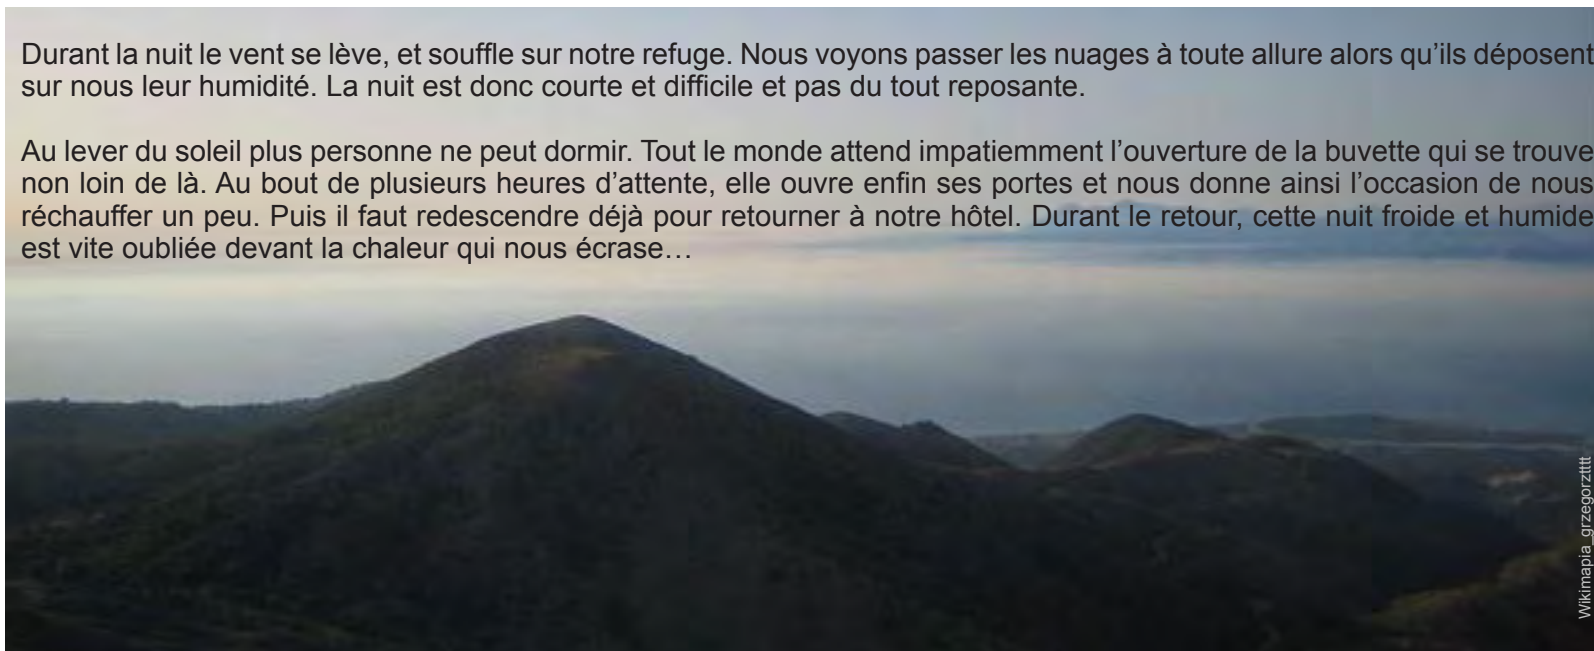 Durant la nuit le vent se lève, et souffle sur notre refuge. Nous voyons passer les nuages à toute allure alors qu’ils déposent
sur nous leur humidité. La nuit est donc courte et difficile et pas du tout reposante.
Au lever du soleil plus personne ne peut dormir. Tout le monde attend impatiemment l’ouverture de la buvette qui se trouve
non loin de là. Au bout de plusieurs heures d’attente, elle ouvre enfin ses portes et nous donne ainsi l’occasion de nous
réchauffer un peu. Puis il faut redescendre déjà pour retourner à notre hôtel. Durant le retour, cette nuit froide et humide
est vite oubliée devant la chaleur qui nous écrase…
Wikimapia_grzegorztttt